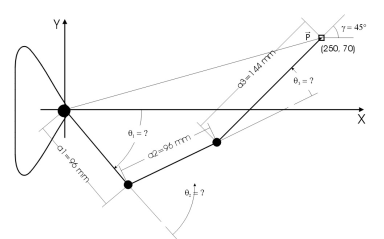 Y
P
γ = 45°
(250, 70)
a3=144 mm
θ₃ = ?
X
θ₁ = ?
a2=96 mm
a1=96 mm
θ₂ = ?